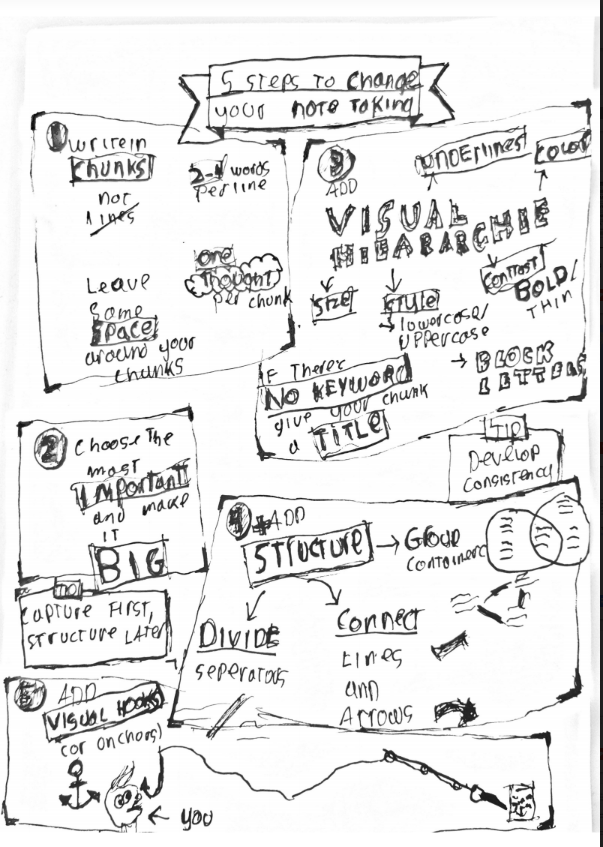 5 STEPS TO CHANGE
YOUR NOTE TAKING
1
WRITE IN
CHUNKS
NOT
LINES
2-4 WORDS
PER LINE
ONE
THOUGHT
PER CHUNK
LEAVE
SOME
SPACE
AROUND YOUR
CHUNKS
2
CHOOSE THE
MOST
IMPORTANT
AND MAKE
IT
BIG
CAPTURE FIRST,
STRUCTURE LATER
3
ADD
VISUAL
HIEARARCHIE
UNDERLINES
COLOR
SIZE
STYLE
lowercase/
UPPERCASE
CONTRAST
BOLD/
THIN
BLOCK
LETTERS
IF THERES
NO KEYWORD
GIVE YOUR CHUNK
A TITLE
TIP
DEVELOP
CONSISTENCY
4
ADD
STRUCTURE
GROUP
CONTAINERS
DIVIDE
SEPERATORS
CONNECT
LINES
AND
ARROWS
5
ADD
VISUAL HOOKS
(OR ANCHORS)
YOU